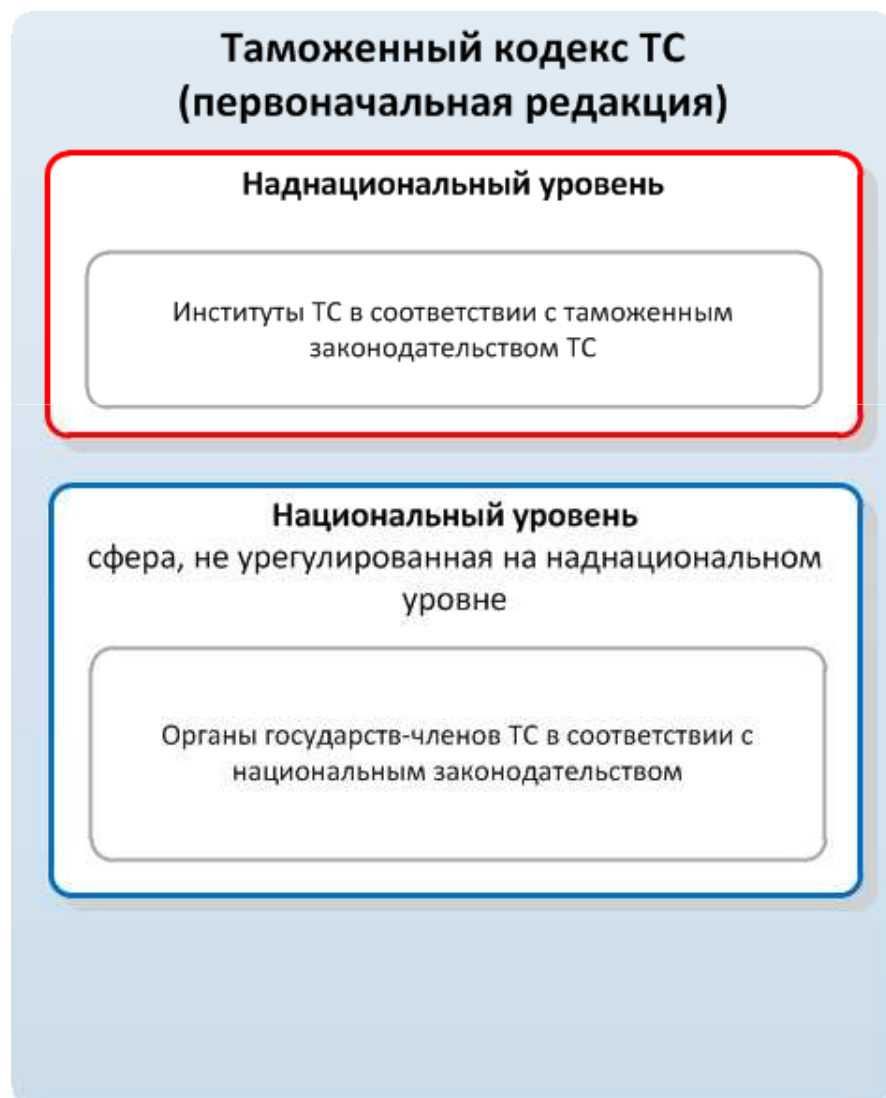 Таможенный кодекс ТС
(первоначальная редакция)
Наднациональный уровень
Институты ТС в соответствии с таможенным
законодательством ТС
Национальный уровень
сфера, не урегулированная на наднациональном
уровне
Органы государств-членов ТС в соответствии с
национальным законодательством